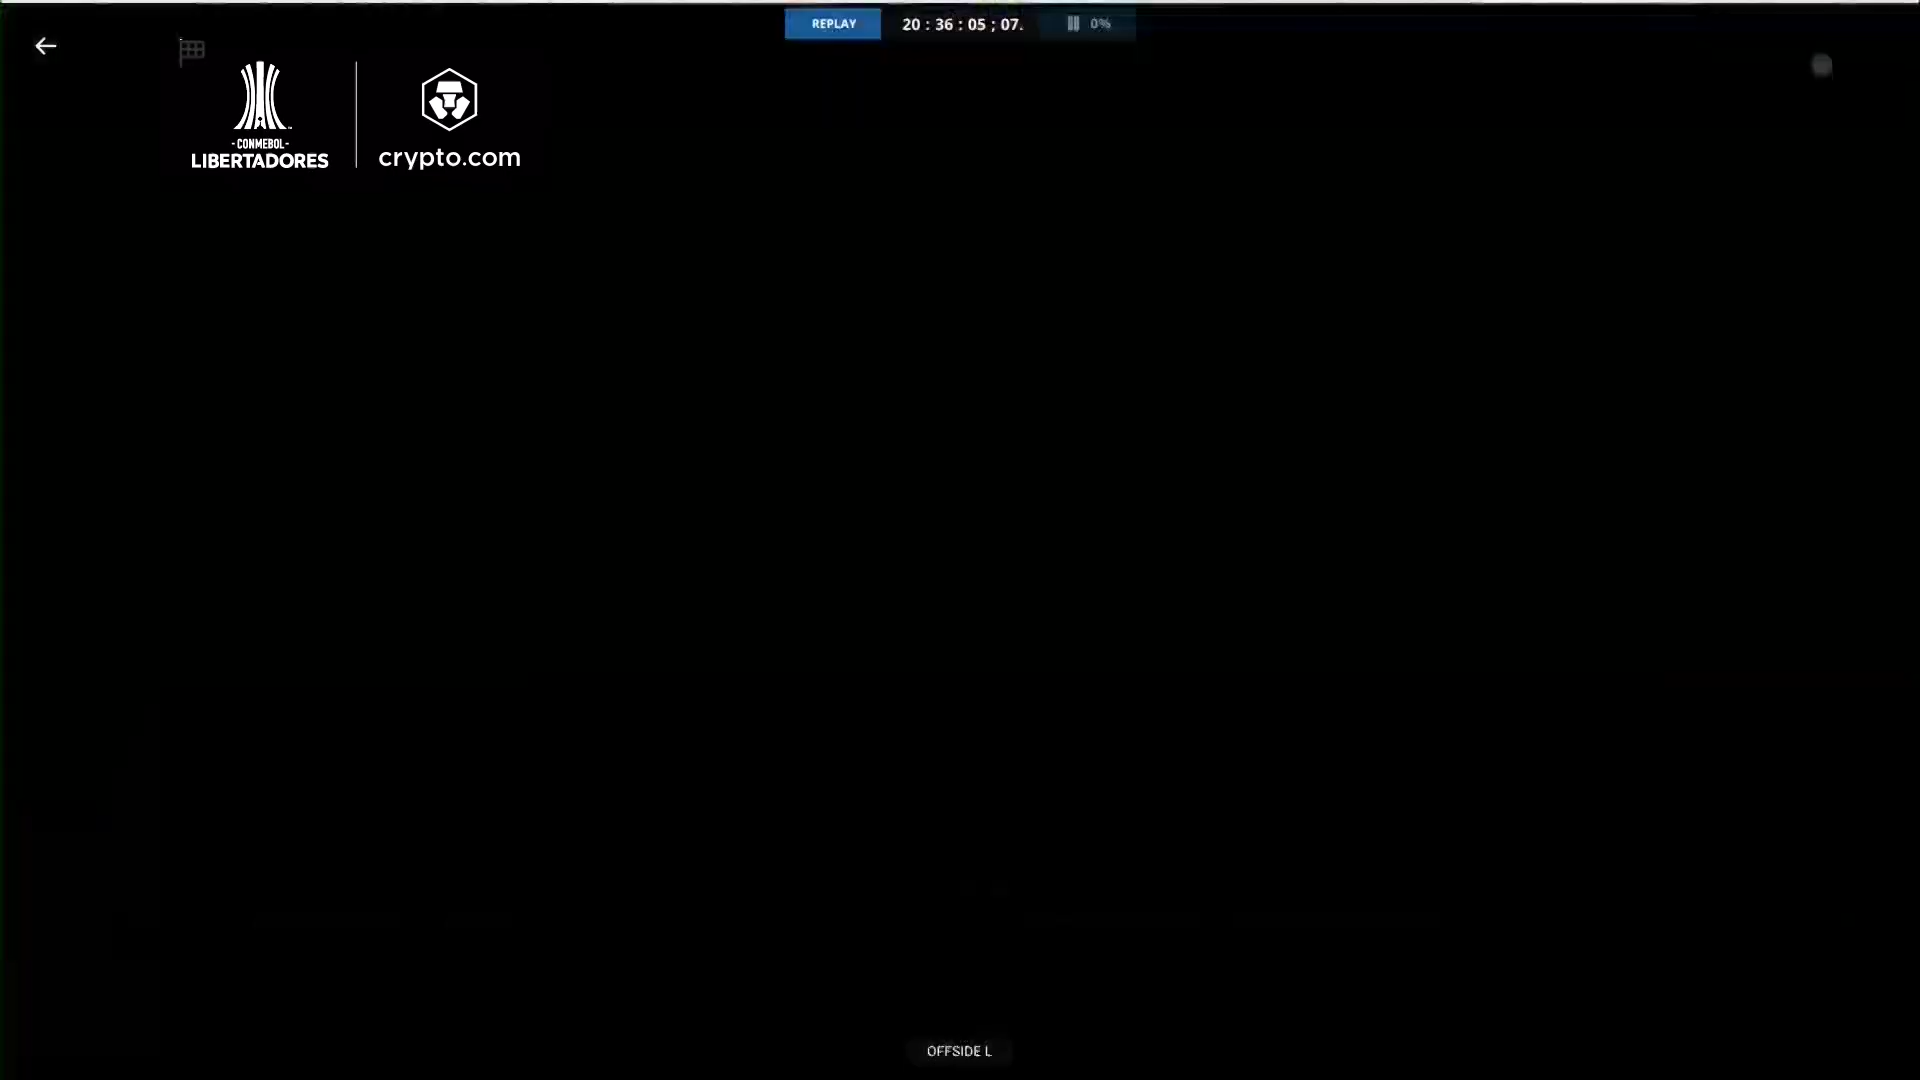 REPLAY
20 : 36 : 05 ; 07.
0%
- CONMEBOL -
LIBERTADORES
crypto.com
OFFSIDE L